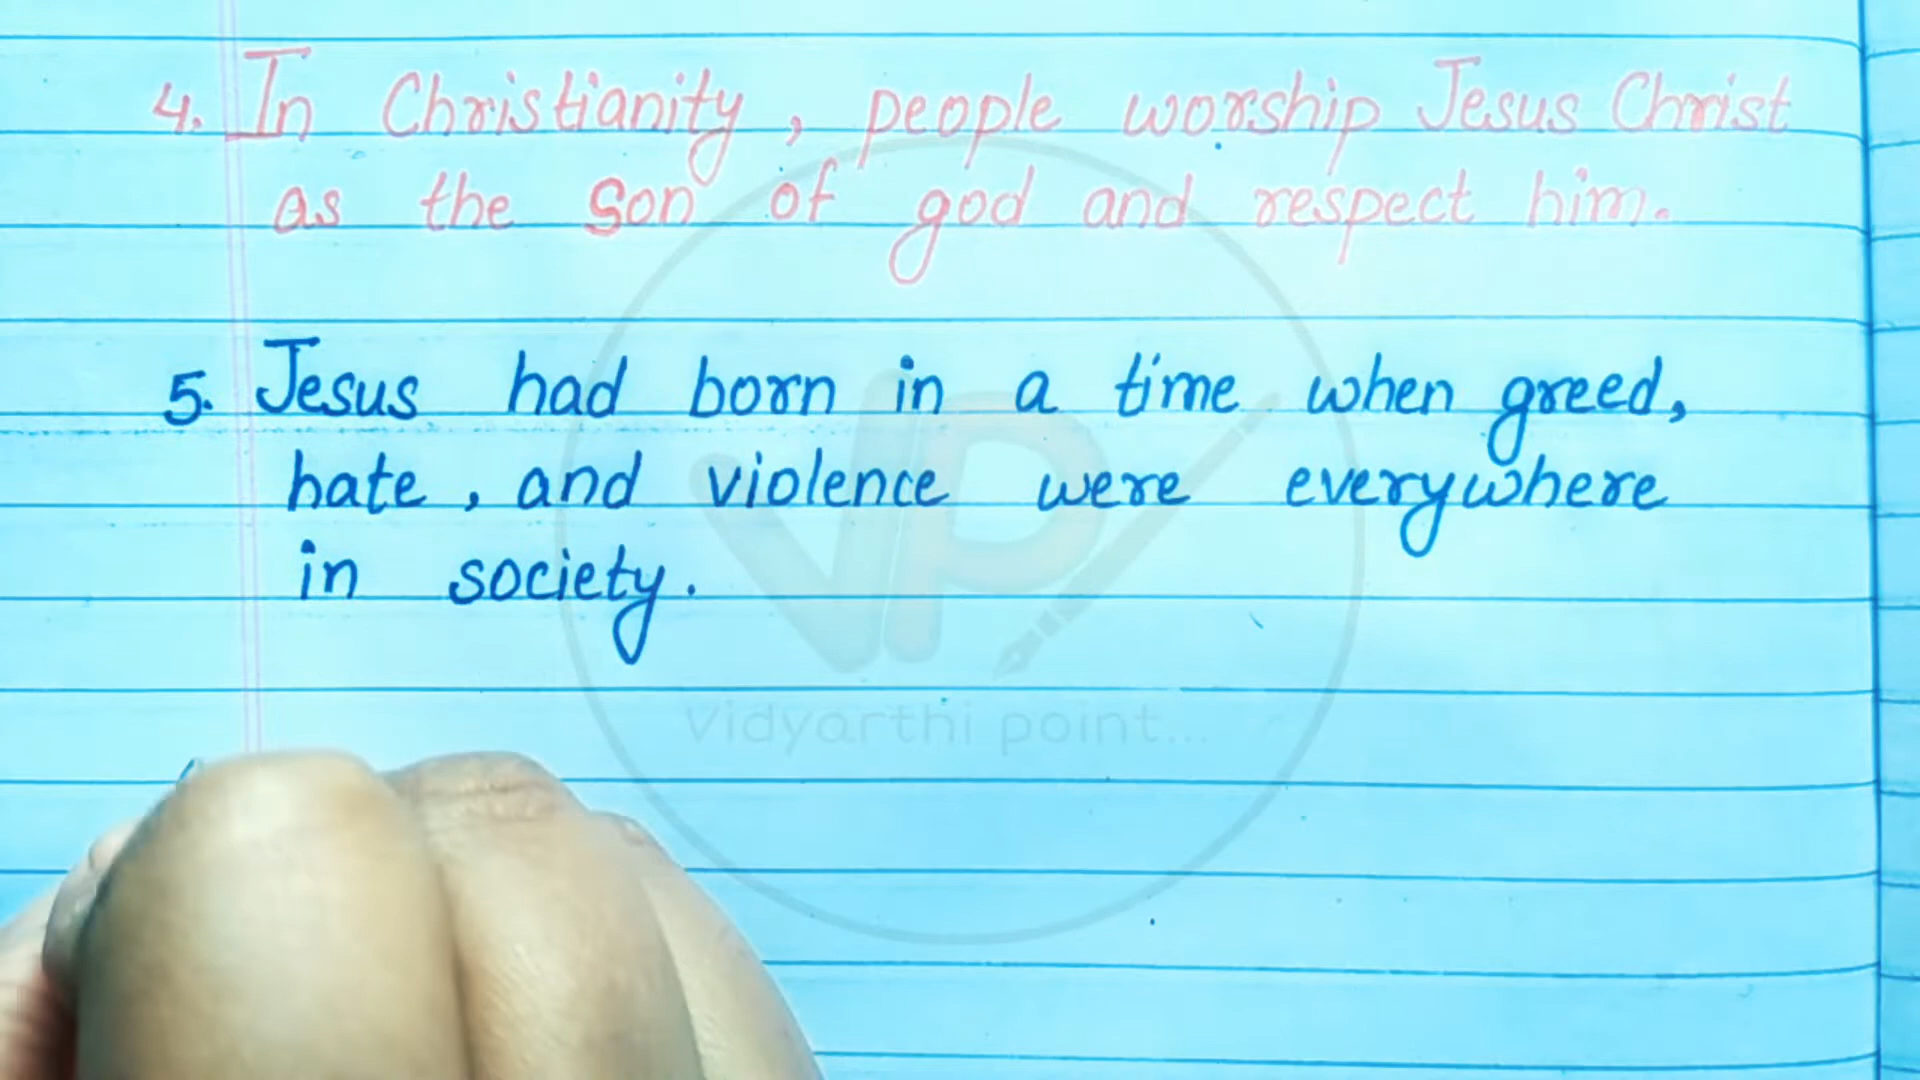 4. In Christianity, people worship Jesus Christ
as the son of god and respect him.
5. Jesus had born in a time when greed,
hate, and violence were everywhere
in society.
VP
Vidyarthi point...